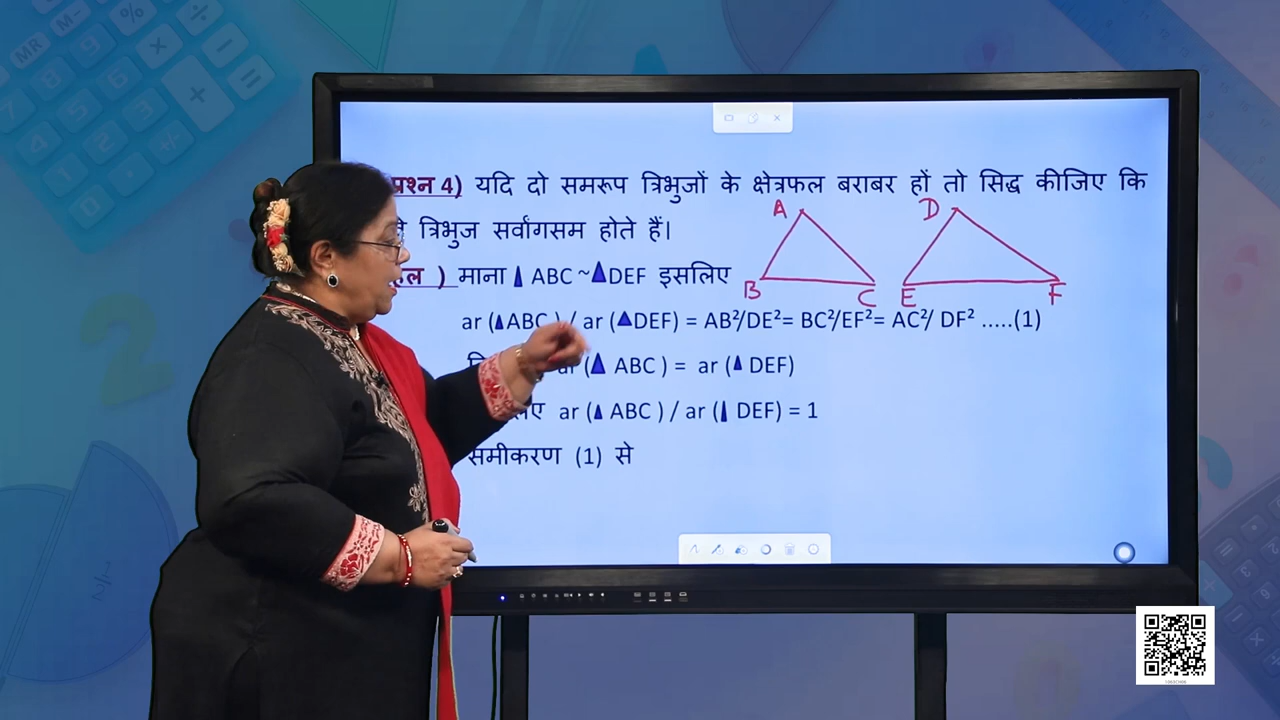 प्रश्न 4) यदि दो समरूप त्रिभुजों के क्षेत्रफल बराबर हों तो सिद्ध कीजिए कि
त्रिभुज सर्वांगसम होते हैं।
A D
हल ) माना ABC ~ DEF इसलिए
B C E F
ar ( ABC ) / ar ( DEF) = AB²/DE²= BC²/EF²= AC²/ DF² .....(1)
ar ( ABC ) = ar ( DEF)
ar ( ABC ) / ar ( DEF) = 1
समीकरण (1) से